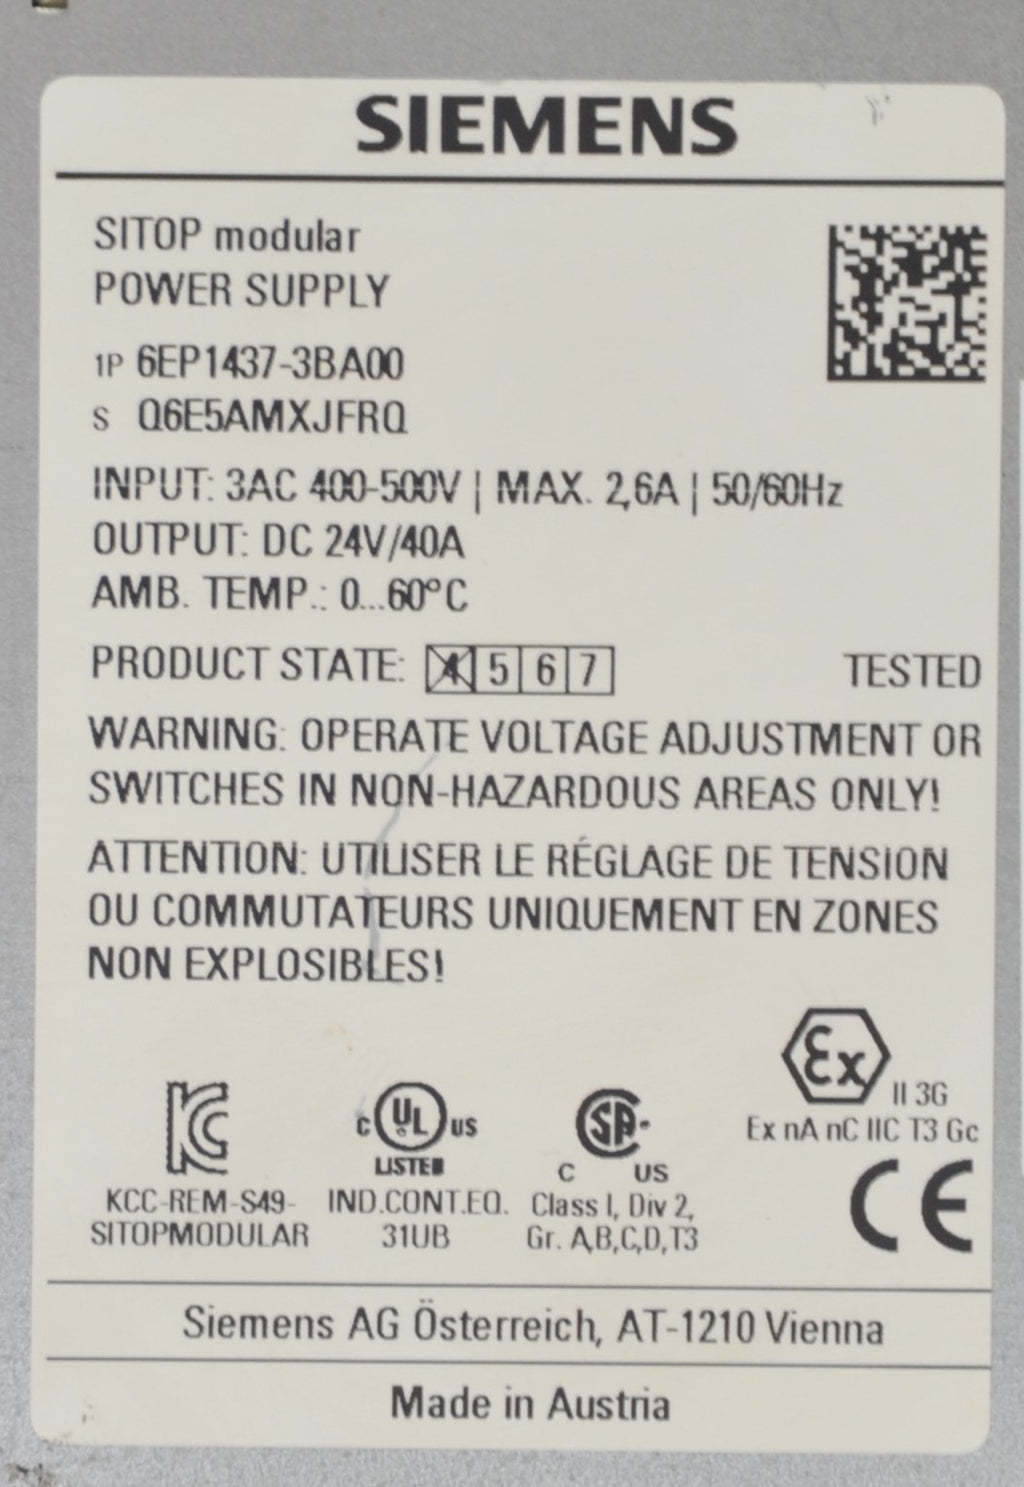 SIEMENS
SITOP modular
POWER SUPPLY
1P 6EP1437-3BA00
S Q6E5AMXJFRQ
INPUT: 3AC 400-500V | MAX. 2,6A | 50/60Hz
OUTPUT: DC 24V/40A
AMB. TEMP.: 0...60°C
PRODUCT STATE: 4 5 6 7 TESTED
WARNING: OPERATE VOLTAGE ADJUSTMENT OR
SWITCHES IN NON-HAZARDOUS AREAS ONLY!
ATTENTION: UTILISER LE RÉGLAGE DE TENSION
OU COMMUTATEURS UNIQUEMENT EN ZONES
NON EXPLOSIBLES!
Ex II 3G
Ex nA nC IIC T3 Gc
KC
KCC-REM-S49-
SITOPMODULAR
C UL US
LISTED
IND.CONT.EQ.
31UB
SA
C US
Class I, Div 2,
Gr. A,B,C,D,T3
CE
Siemens AG Österreich, AT-1210 Vienna
Made in Austria